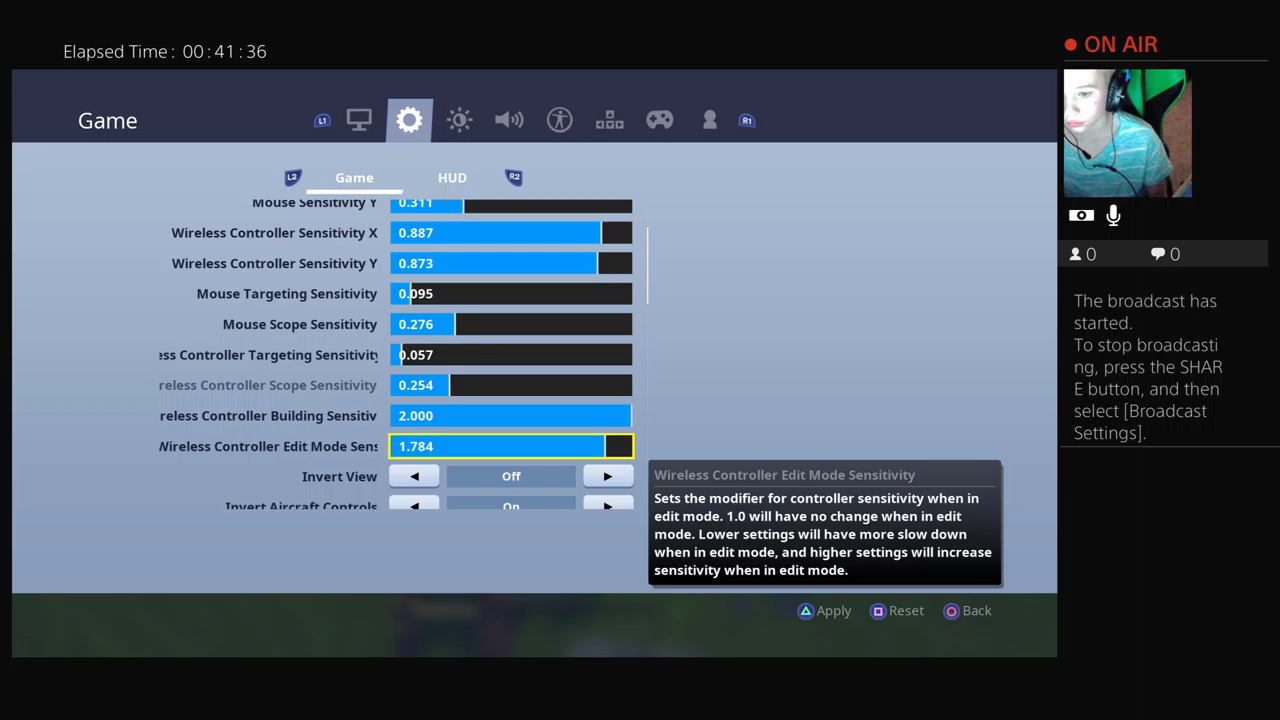 Elapsed Time : 00:41:36
ON AIR
Game
L1
R1
L2
Game
HUD
R2
Mouse Sensitivity Y 0.311
Wireless Controller Sensitivity X 0.887
Wireless Controller Sensitivity Y 0.873
Mouse Targeting Sensitivity 0.095
Mouse Scope Sensitivity 0.276
ess Controller Targeting Sensitivity 0.057
reless Controller Scope Sensitivity 0.254
reless Controller Building Sensitiv 2.000
Wireless Controller Edit Mode Sens 1.784
Invert View Off
Invert Aircraft Controls On
Wireless Controller Edit Mode Sensitivity
Sets the modifier for controller sensitivity when in
edit mode. 1.0 will have no change when in edit
mode. Lower settings will have more slow down
when in edit mode, and higher settings will increase
sensitivity when in edit mode.
Apply Reset Back
0 0
The broadcast has
started.
To stop broadcasti
ng, press the SHAR
E button, and then
select [Broadcast
Settings].